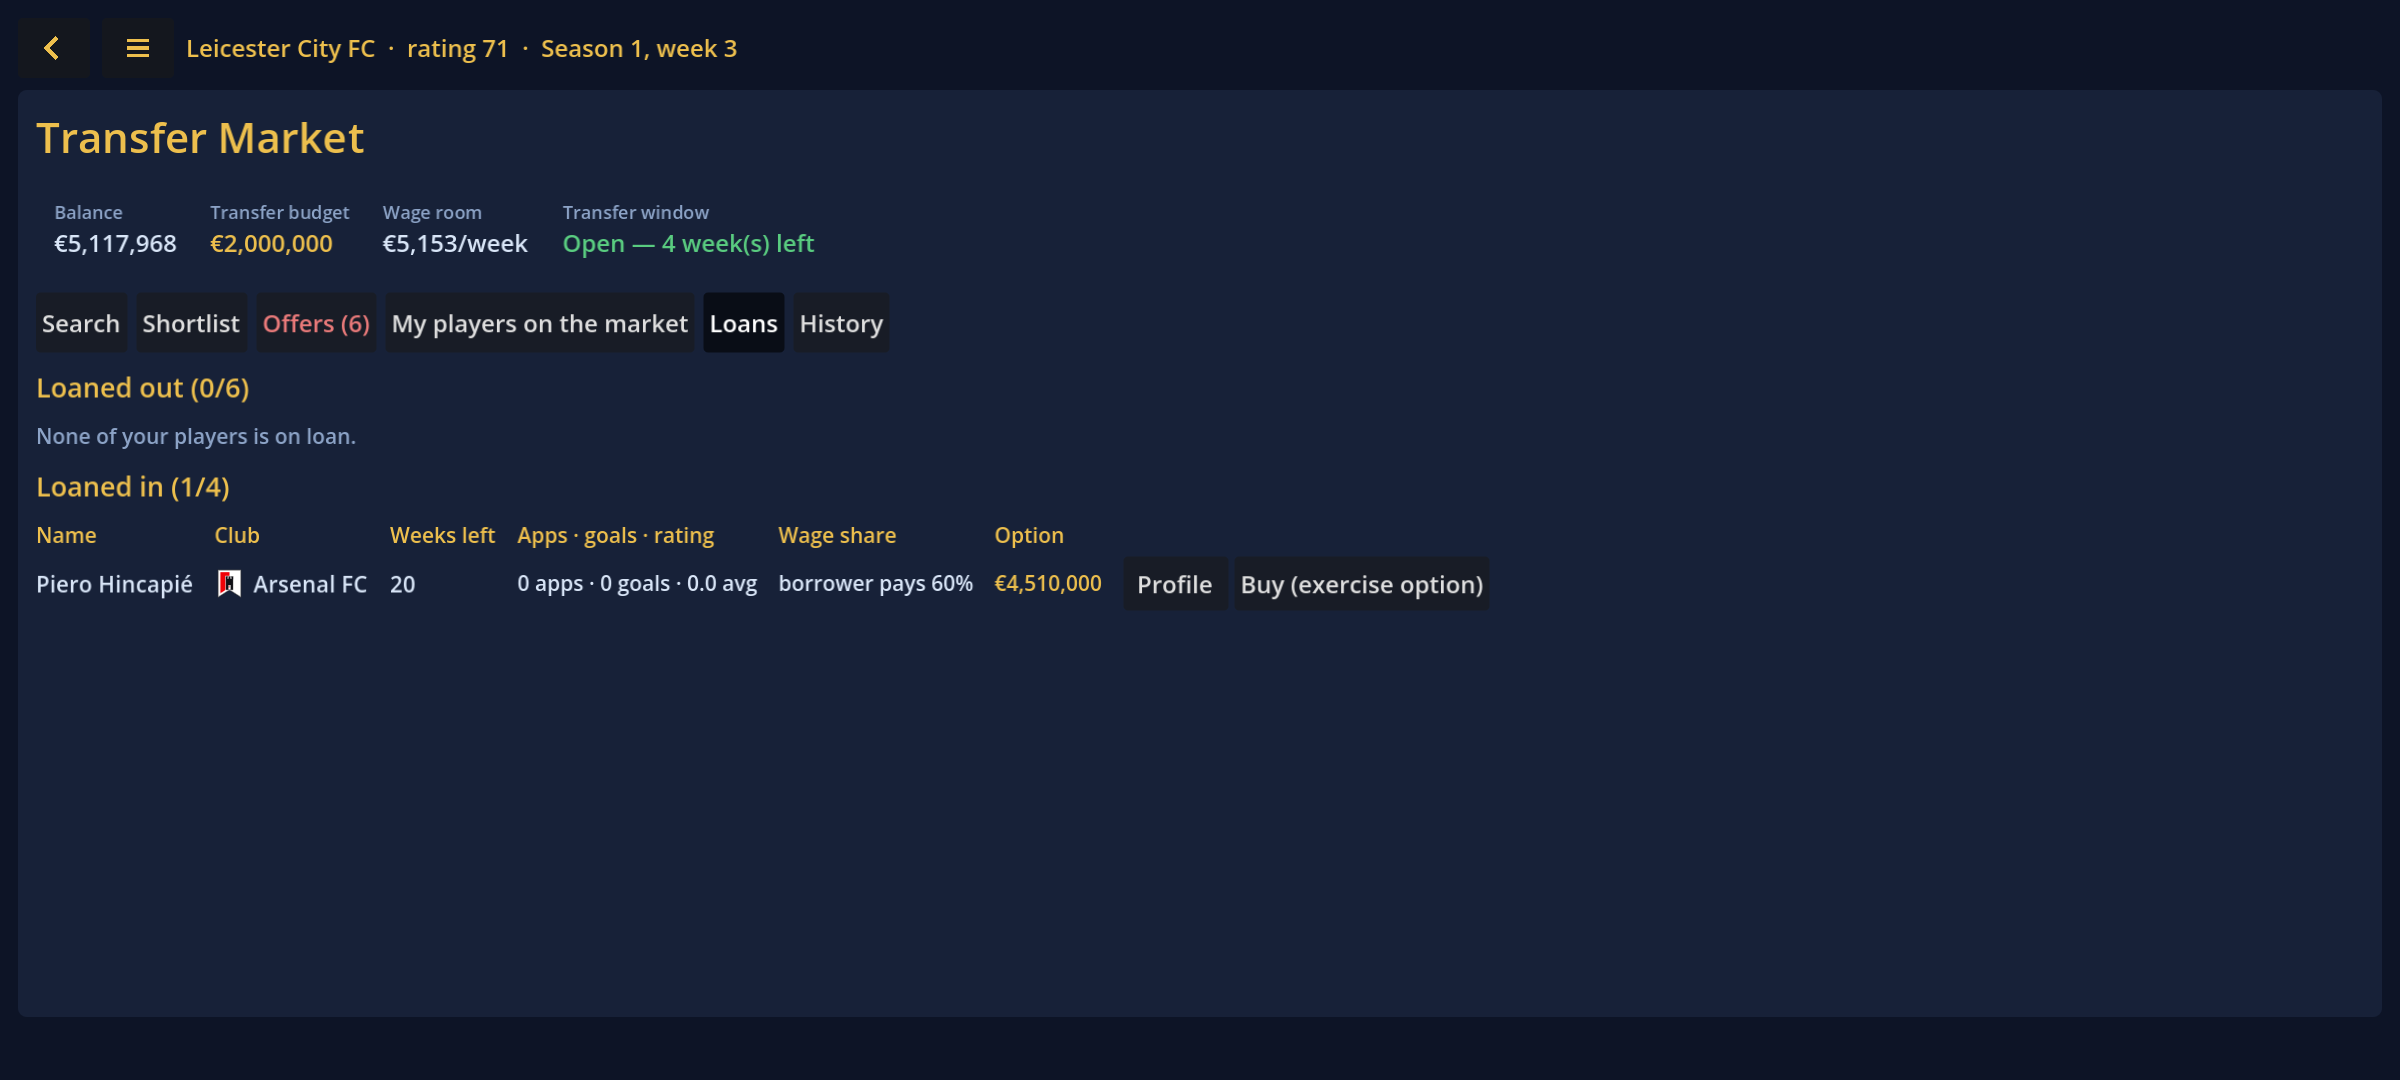 Leicester City FC · rating 71 · Season 1, week 3
Transfer Market
Balance Transfer budget Wage room Transfer window
€5,117,968 €2,000,000 €5,153/week Open — 4 week(s) left
Search Shortlist Offers (6) My players on the market Loans History
Loaned out (0/6)
None of your players is on loan.
Loaned in (1/4)
Name Club Weeks left Apps · goals · rating Wage share Option
Piero Hincapié Arsenal FC 20 0 apps · 0 goals · 0.0 avg borrower pays 60% €4,510,000 Profile Buy (exercise option)